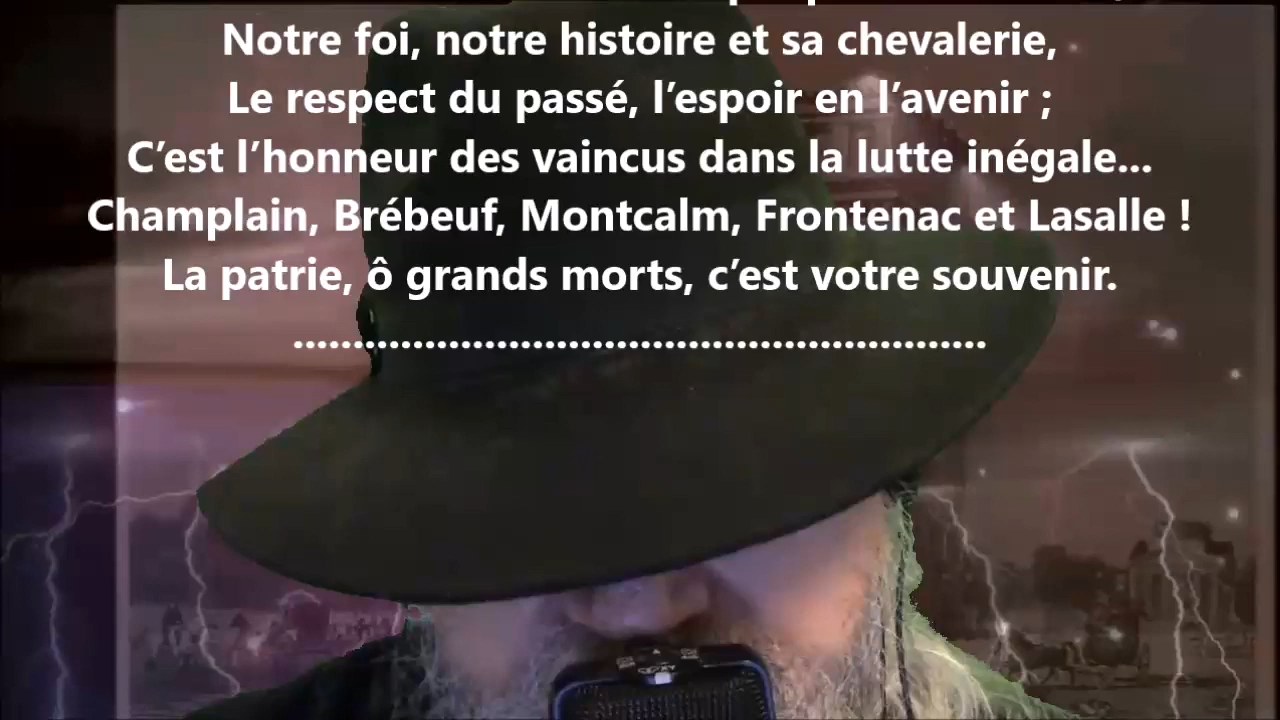 Notre foi, notre histoire et sa chevalerie,
Le respect du passé, l’espoir en l’avenir ;
C’est l’honneur des vaincus dans la lutte inégale...
Champlain, Brébeuf, Montcalm, Frontenac et Lasalle !
La patrie, ô grands morts, c’est votre souvenir.
...........................................................